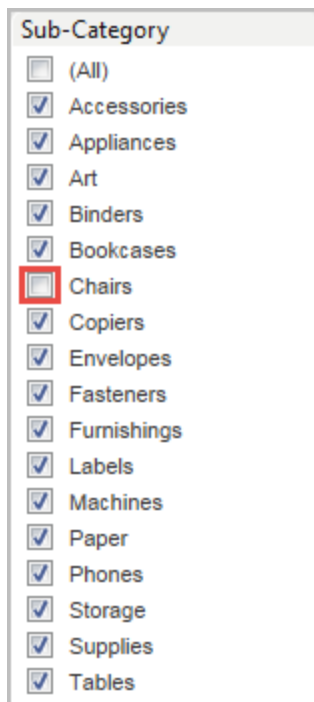 Sub-Category
(All)
Accessories
Appliances
Art
Binders
Bookcases
Chairs
Copiers
Envelopes
Fasteners
Furnishings
Labels
Machines
Paper
Phones
Storage
Supplies
Tables